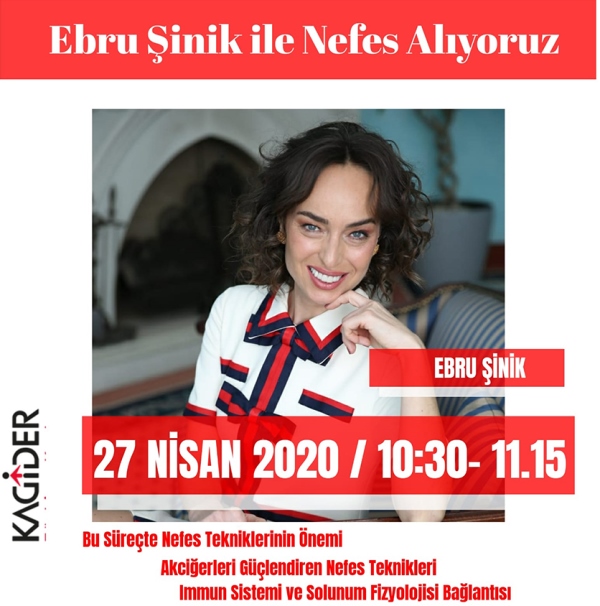 Ebru Şinik ile Nefes Alıyoruz
EBRU ŞİNİK
27 NİSAN 2020 / 10:30- 11.15
KAGİDER
Bu Süreçte Nefes Tekniklerinin Önemi
Akciğerleri Güçlendiren Nefes Teknikleri
Immun Sistemi ve Solunum Fizyolojisi Bağlantısı